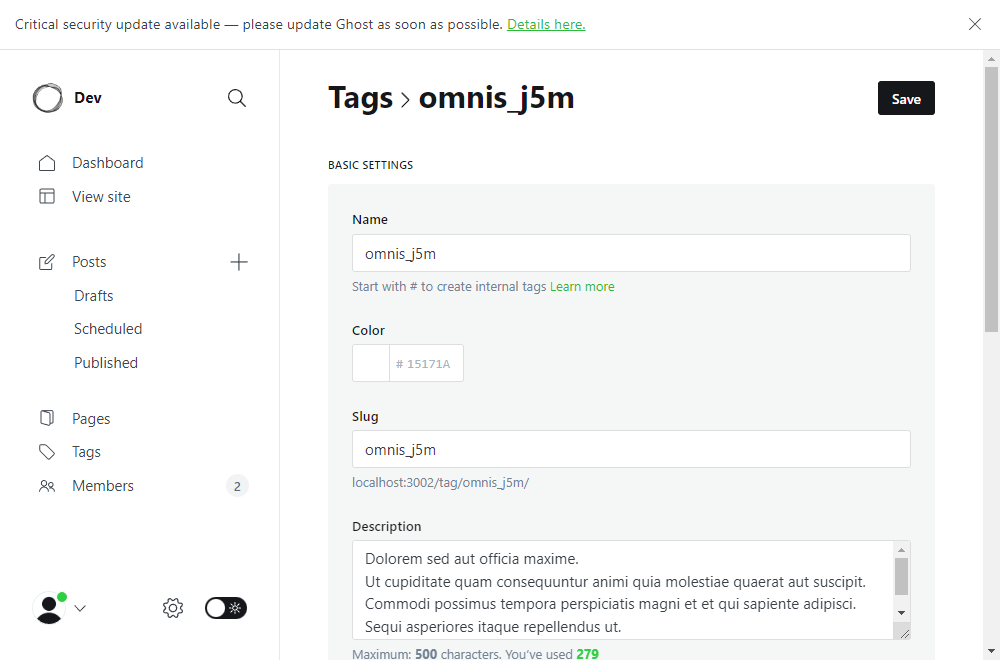 Critical security update available — please update Ghost as soon as possible. Details here.
Dev
Tags > omnis_j5m
Save
Dashboard
View site
Posts
Drafts
Scheduled
Published
Pages
Tags
Members
2
BASIC SETTINGS
Name
omnis_j5m
Start with # to create internal tags Learn more
Color
# 15171A
Slug
omnis_j5m
localhost:3002/tag/omnis_j5m/
Description
Dolorem sed aut officia maxime.
Ut cupiditate quam consequuntur animi quia molestiae quaerat aut suscipit.
Commodi possimus tempora perspiciatis magni et et qui sapiente adipisci.
Sequi asperiores itaque repellendus ut.
Maximum: 500 characters. You've used 279